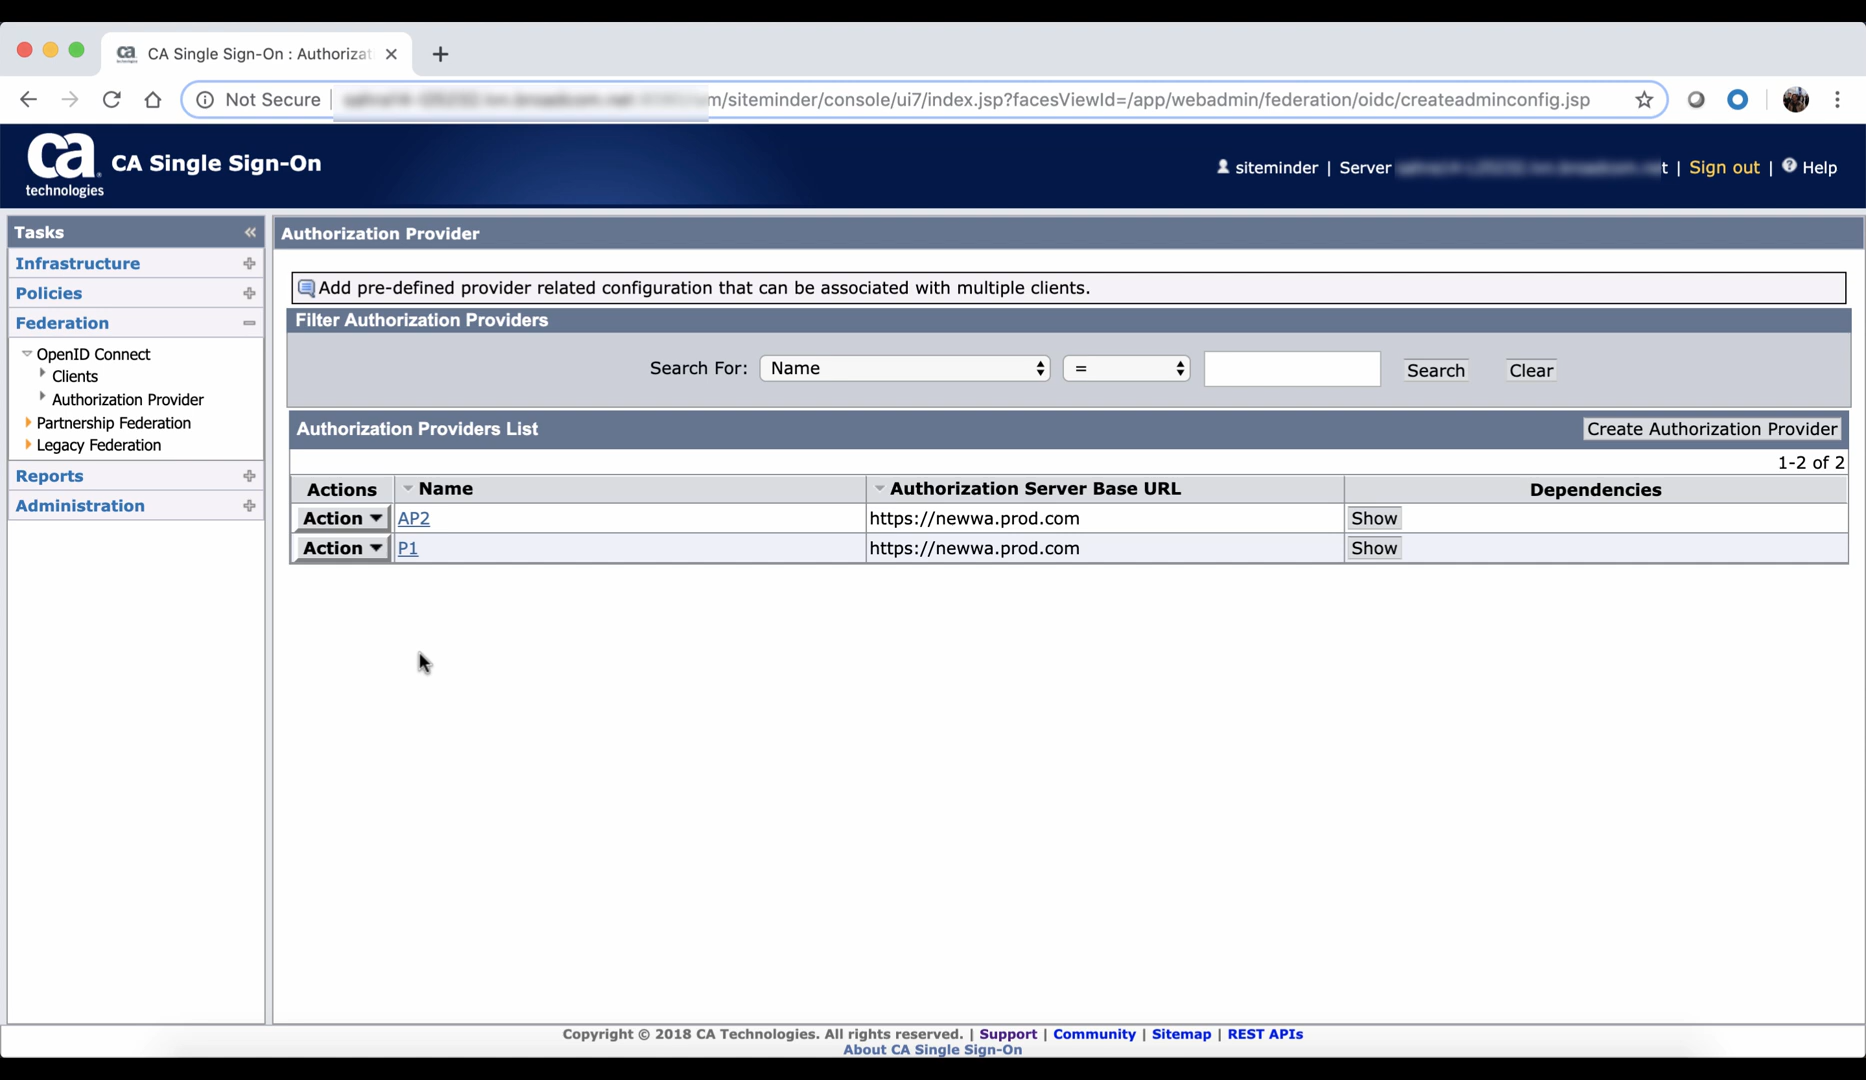 CA Single Sign-On : Authorizat
Not Secure m/siteminder/console/ui7/index.jsp?facesViewId=/app/webadmin/federation/oidc/createadminconfig.jsp
ca technologies CA Single Sign-On
siteminder | Server t | Sign out | Help
Tasks
Infrastructure
Policies
Federation
OpenID Connect
Clients
Authorization Provider
Partnership Federation
Legacy Federation
Reports
Administration
Authorization Provider
Add pre-defined provider related configuration that can be associated with multiple clients.
Filter Authorization Providers
Search For: Name = Search Clear
Authorization Providers List Create Authorization Provider
1-2 of 2
Actions Name Authorization Server Base URL Dependencies
Action AP2 https://newwa.prod.com Show
Action P1 https://newwa.prod.com Show
Copyright © 2018 CA Technologies. All rights reserved. | Support | Community | Sitemap | REST APIs
About CA Single Sign-On